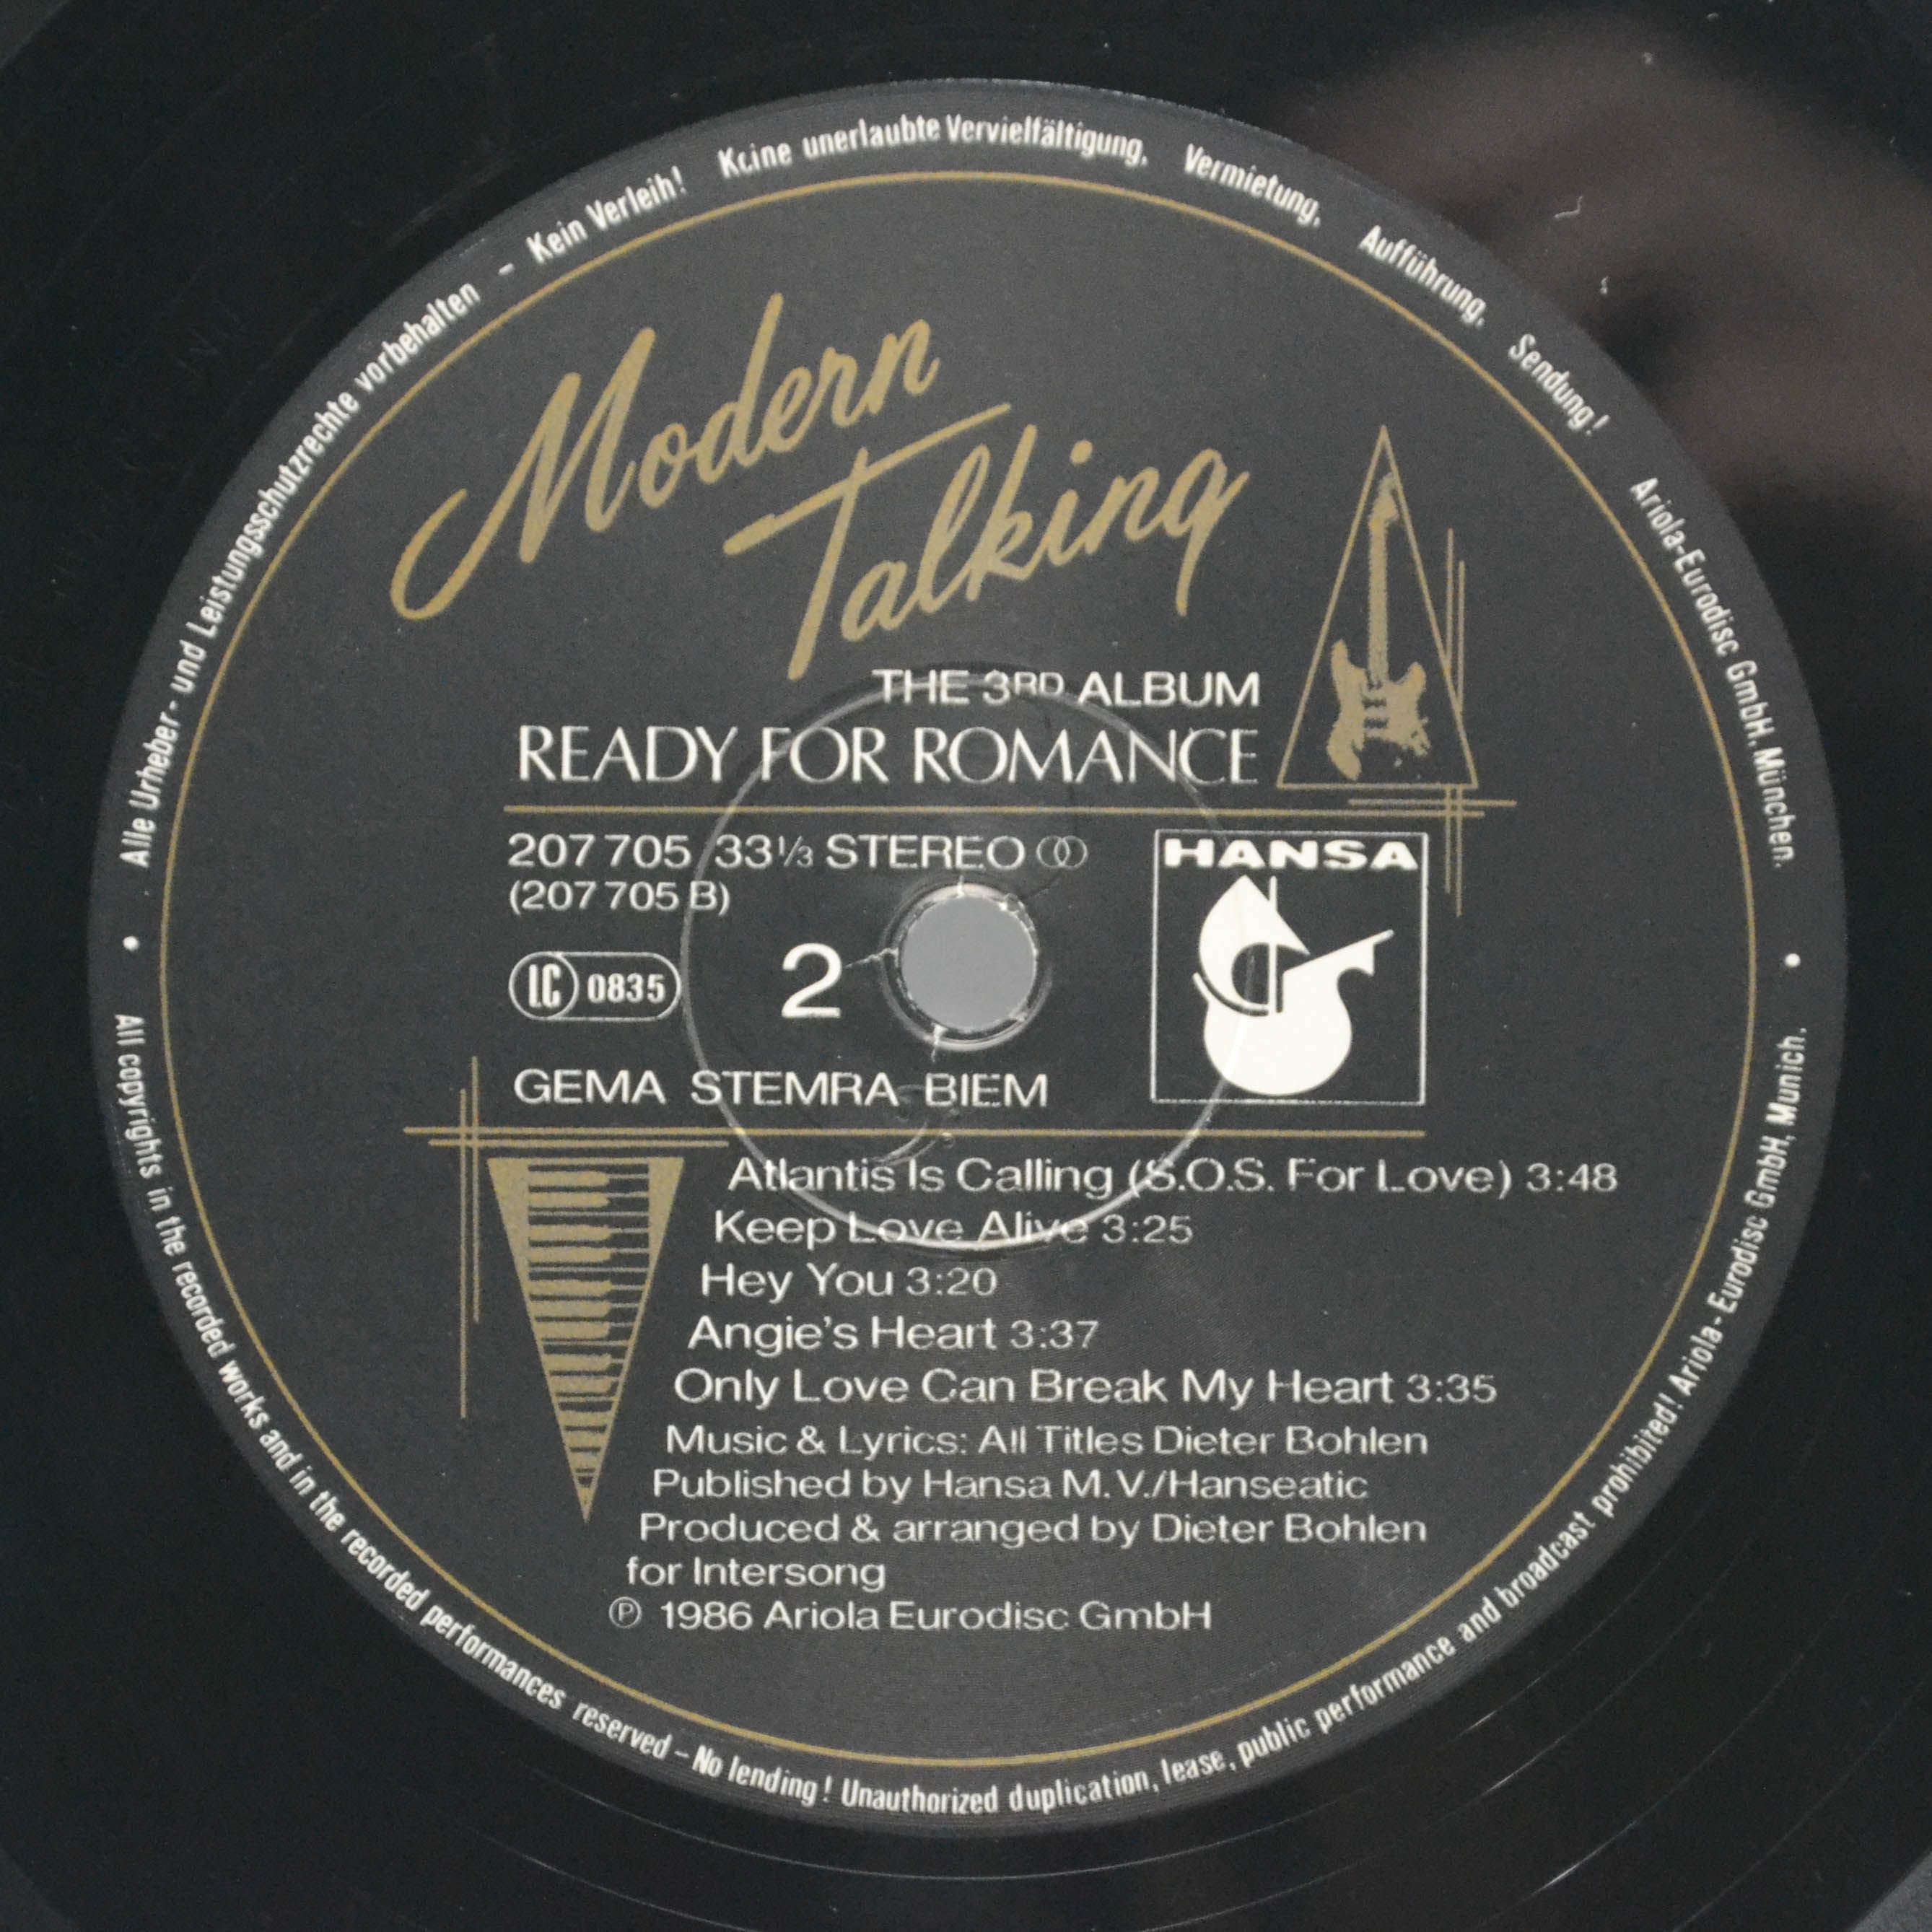 Alle Urheber- und Leistungsschutzrechte vorbehalten – Kein Verleih! Keine unerlaubte Vervielfältigung, Vermietung, Aufführung, Sendung! Ariola-Eurodisc GmbH, München.
Modern
Talking
THE 3RD ALBUM
READY FOR ROMANCE
207 705 33⅓ STEREO
(207 705 B)
HANSA
LC 0835
2
GEMA STEMRA BIEM
Atlantis Is Calling (S.O.S. For Love) 3:48
Keep Love Alive 3:25
Hey You 3:20
Angie's Heart 3:37
Only Love Can Break My Heart 3:35
Music & Lyrics: All Titles Dieter Bohlen
Published by Hansa M.V./Hanseatic
Produced & arranged by Dieter Bohlen
for Intersong
℗ 1986 Ariola Eurodisc GmbH
All copyrights in the recorded works and in the recorded performances reserved – No lending! Unauthorized duplication, lease, public performance and broadcast prohibited! Ariola-Eurodisc GmbH, Munich.